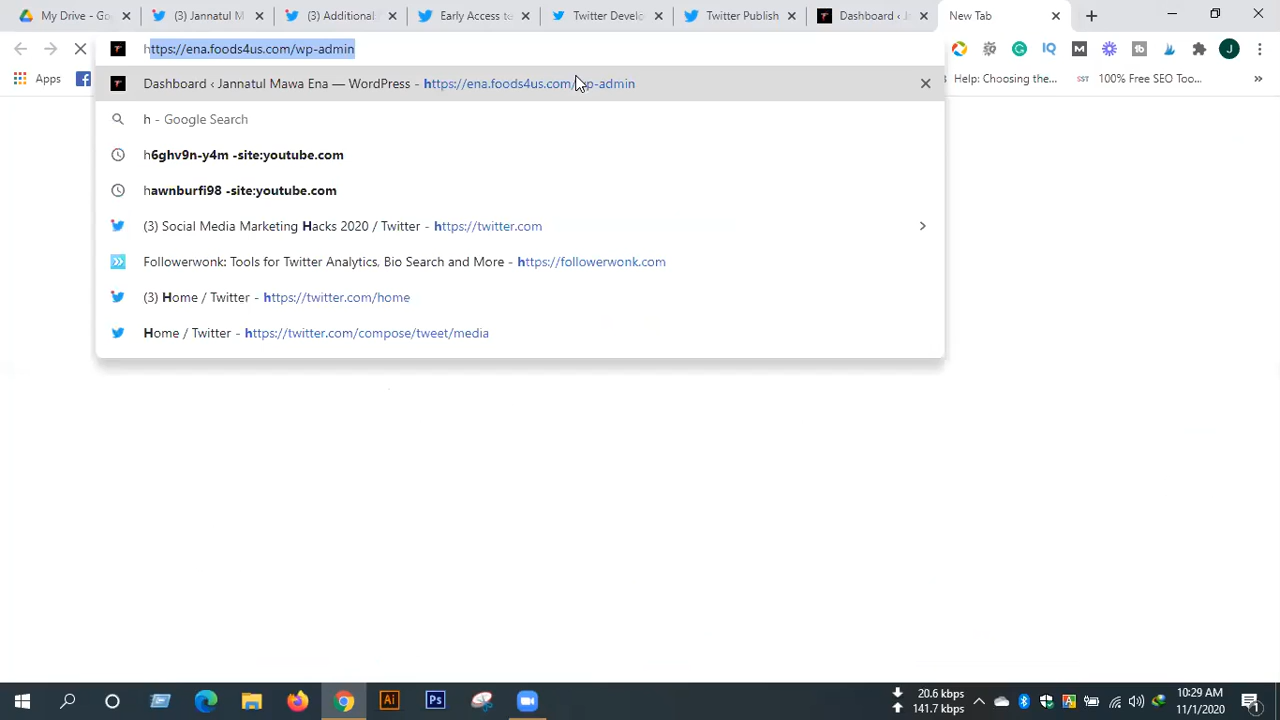 My Drive - Go
(3) Jannatul M
(3) Additional
Early Access to
Twitter Develo
Twitter Publish
Dashboard ‹ J
New Tab
https://ena.foods4us.com/wp-admin
Apps
Help: Choosing the...
100% Free SEO Too...
Dashboard ‹ Jannatul Mawa Ena — WordPress - https://ena.foods4us.com/wp-admin
h - Google Search
h6ghv9n-y4m -site:youtube.com
hawnburfi98 -site:youtube.com
(3) Social Media Marketing Hacks 2020 / Twitter - https://twitter.com
Followerwonk: Tools for Twitter Analytics, Bio Search and More - https://followerwonk.com
(3) Home / Twitter - https://twitter.com/home
Home / Twitter - https://twitter.com/compose/tweet/media
20.6 kbps
141.7 kbps
10:29 AM
11/1/2020